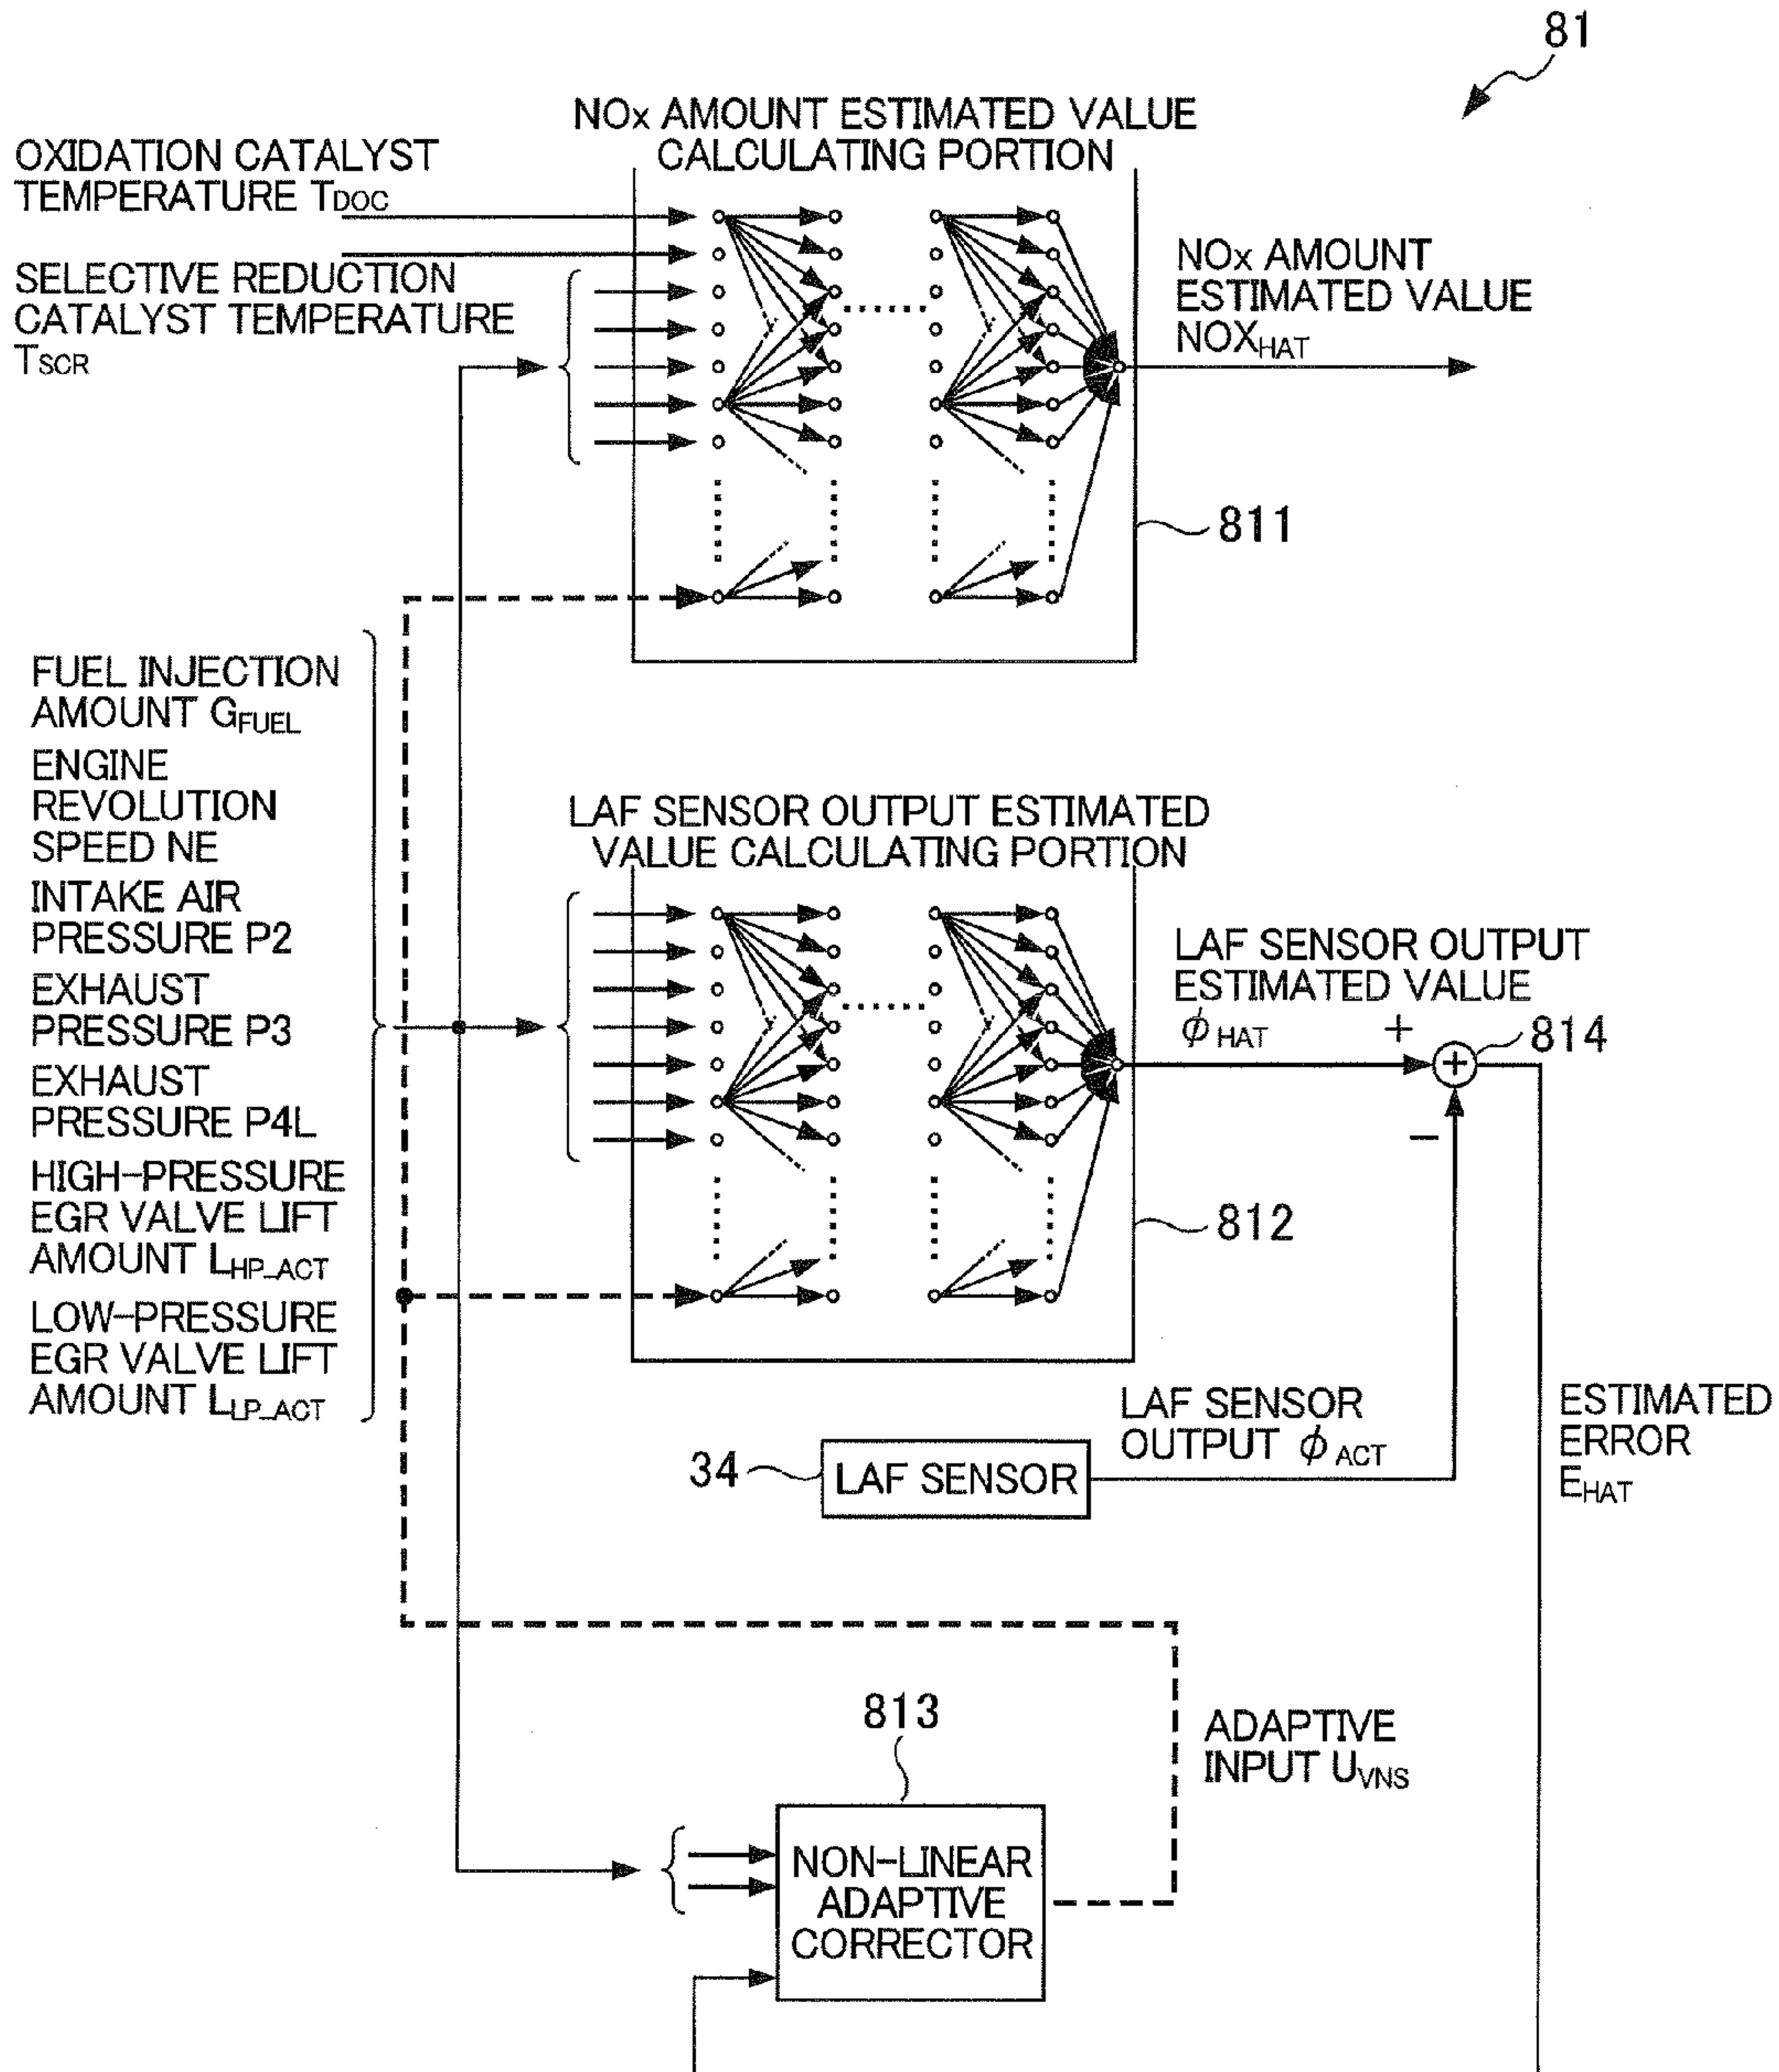 81
NOx AMOUNT ESTIMATED VALUE
CALCULATING PORTION
OXIDATION CATALYST
TEMPERATURE TDOC
SELECTIVE REDUCTION
CATALYST TEMPERATURE
TSCR
NOx AMOUNT
ESTIMATED VALUE
NOXHAT
811
FUEL INJECTION
AMOUNT GFUEL
ENGINE
REVOLUTION
SPEED NE
INTAKE AIR
PRESSURE P2
EXHAUST
PRESSURE P3
EXHAUST
PRESSURE P4L
HIGH-PRESSURE
EGR VALVE LIFT
AMOUNT LHP_ACT
LOW-PRESSURE
EGR VALVE LIFT
AMOUNT LLP_ACT
LAF SENSOR OUTPUT ESTIMATED
VALUE CALCULATING PORTION
LAF SENSOR OUTPUT
ESTIMATED VALUE
ϕ HAT
+
+
814
−
812
LAF SENSOR
OUTPUT ϕ ACT
34
LAF SENSOR
ESTIMATED
ERROR
EHAT
813
ADAPTIVE
INPUT UVNS
NON-LINEAR
ADAPTIVE
CORRECTOR